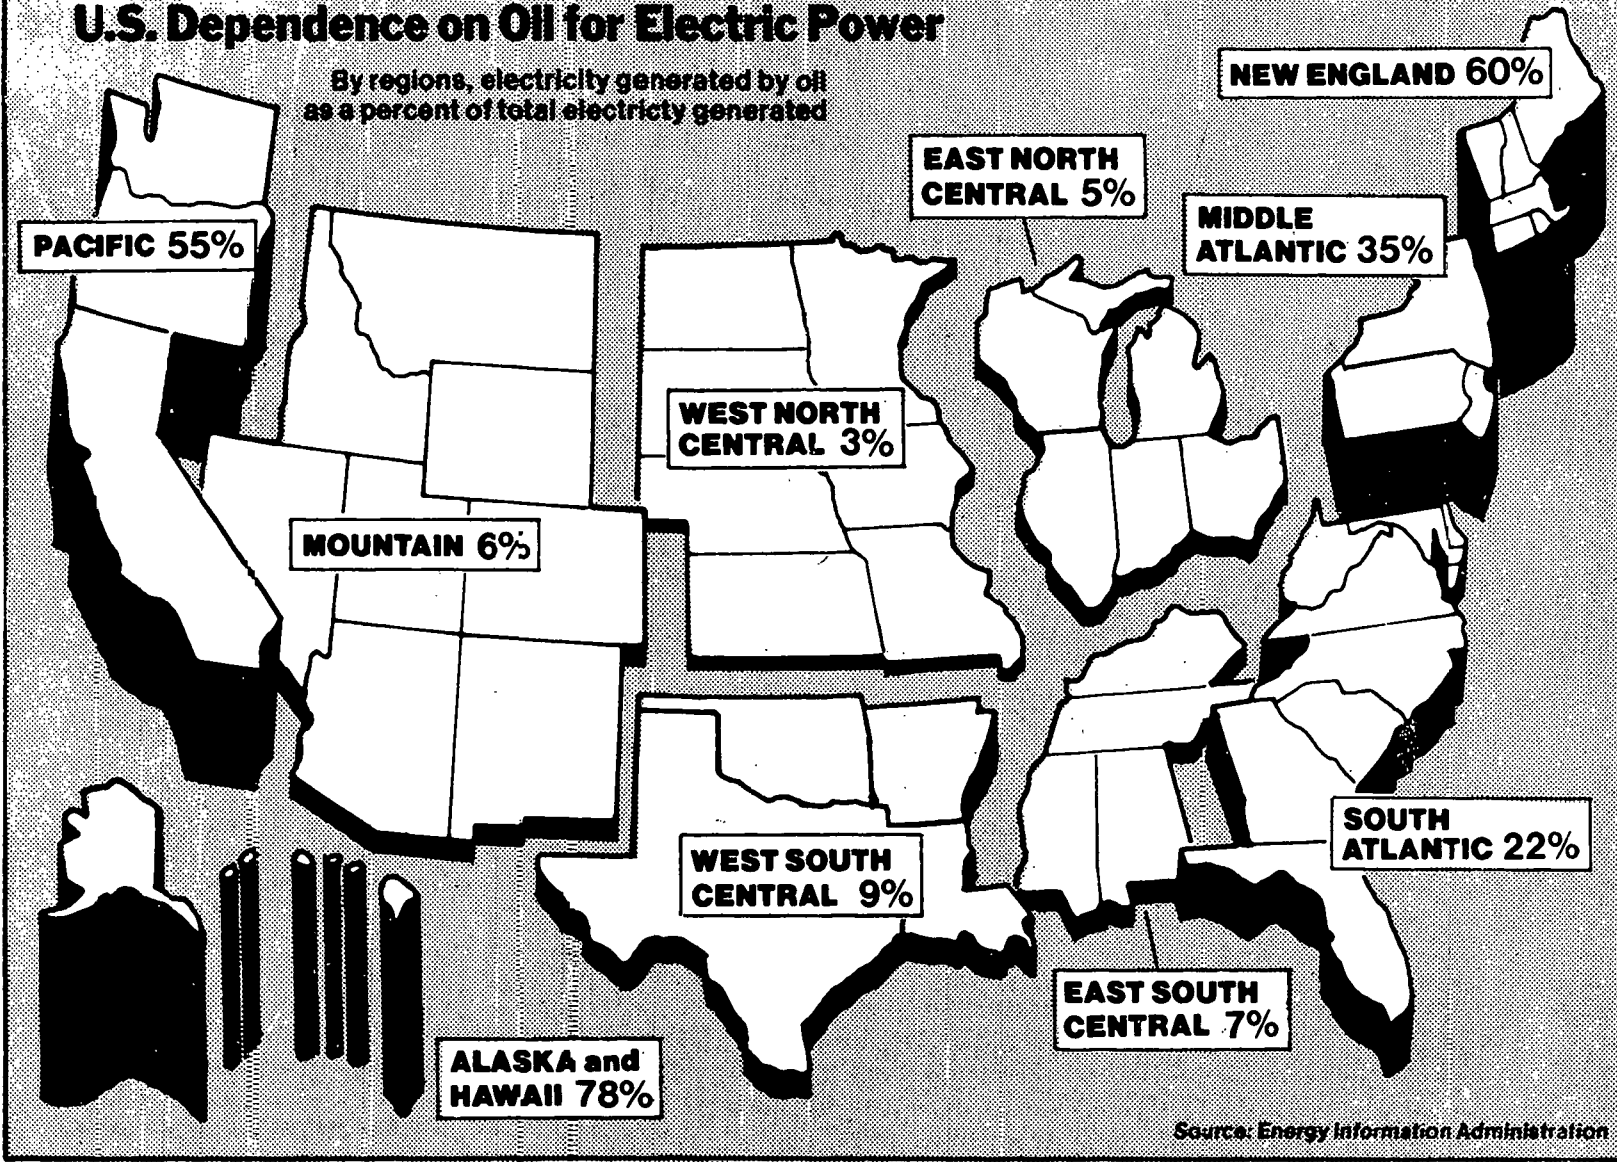 U.S. Dependence on Oil for Electric Power
By regions, electricity generated by oil
as a percent of total electricty generated
NEW ENGLAND 60%
EAST NORTH
CENTRAL 5%
MIDDLE
ATLANTIC 35%
PACIFIC 55%
WEST NORTH
CENTRAL 3%
MOUNTAIN 6%
SOUTH
ATLANTIC 22%
WEST SOUTH
CENTRAL 9%
EAST SOUTH
CENTRAL 7%
ALASKA and
HAWAII 78%
Source: Energy Information Administration